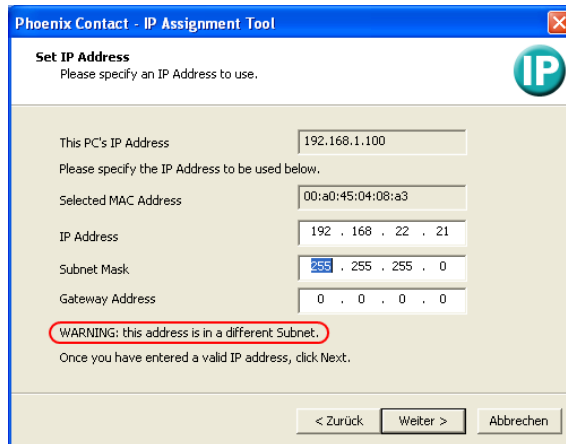 Phoenix Contact - IP Assignment Tool
Set IP Address
Please specify an IP Address to use.
IP
This PC's IP Address 192.168.1.100
Please specify the IP Address to be used below.
Selected MAC Address 00:a0:45:04:08:a3
IP Address 192 . 168 . 22 . 21
Subnet Mask 255 . 255 . 255 . 0
Gateway Address 0 . 0 . 0 . 0
WARNING: this address is in a different Subnet.
Once you have entered a valid IP address, click Next.
< Zurück Weiter > Abbrechen